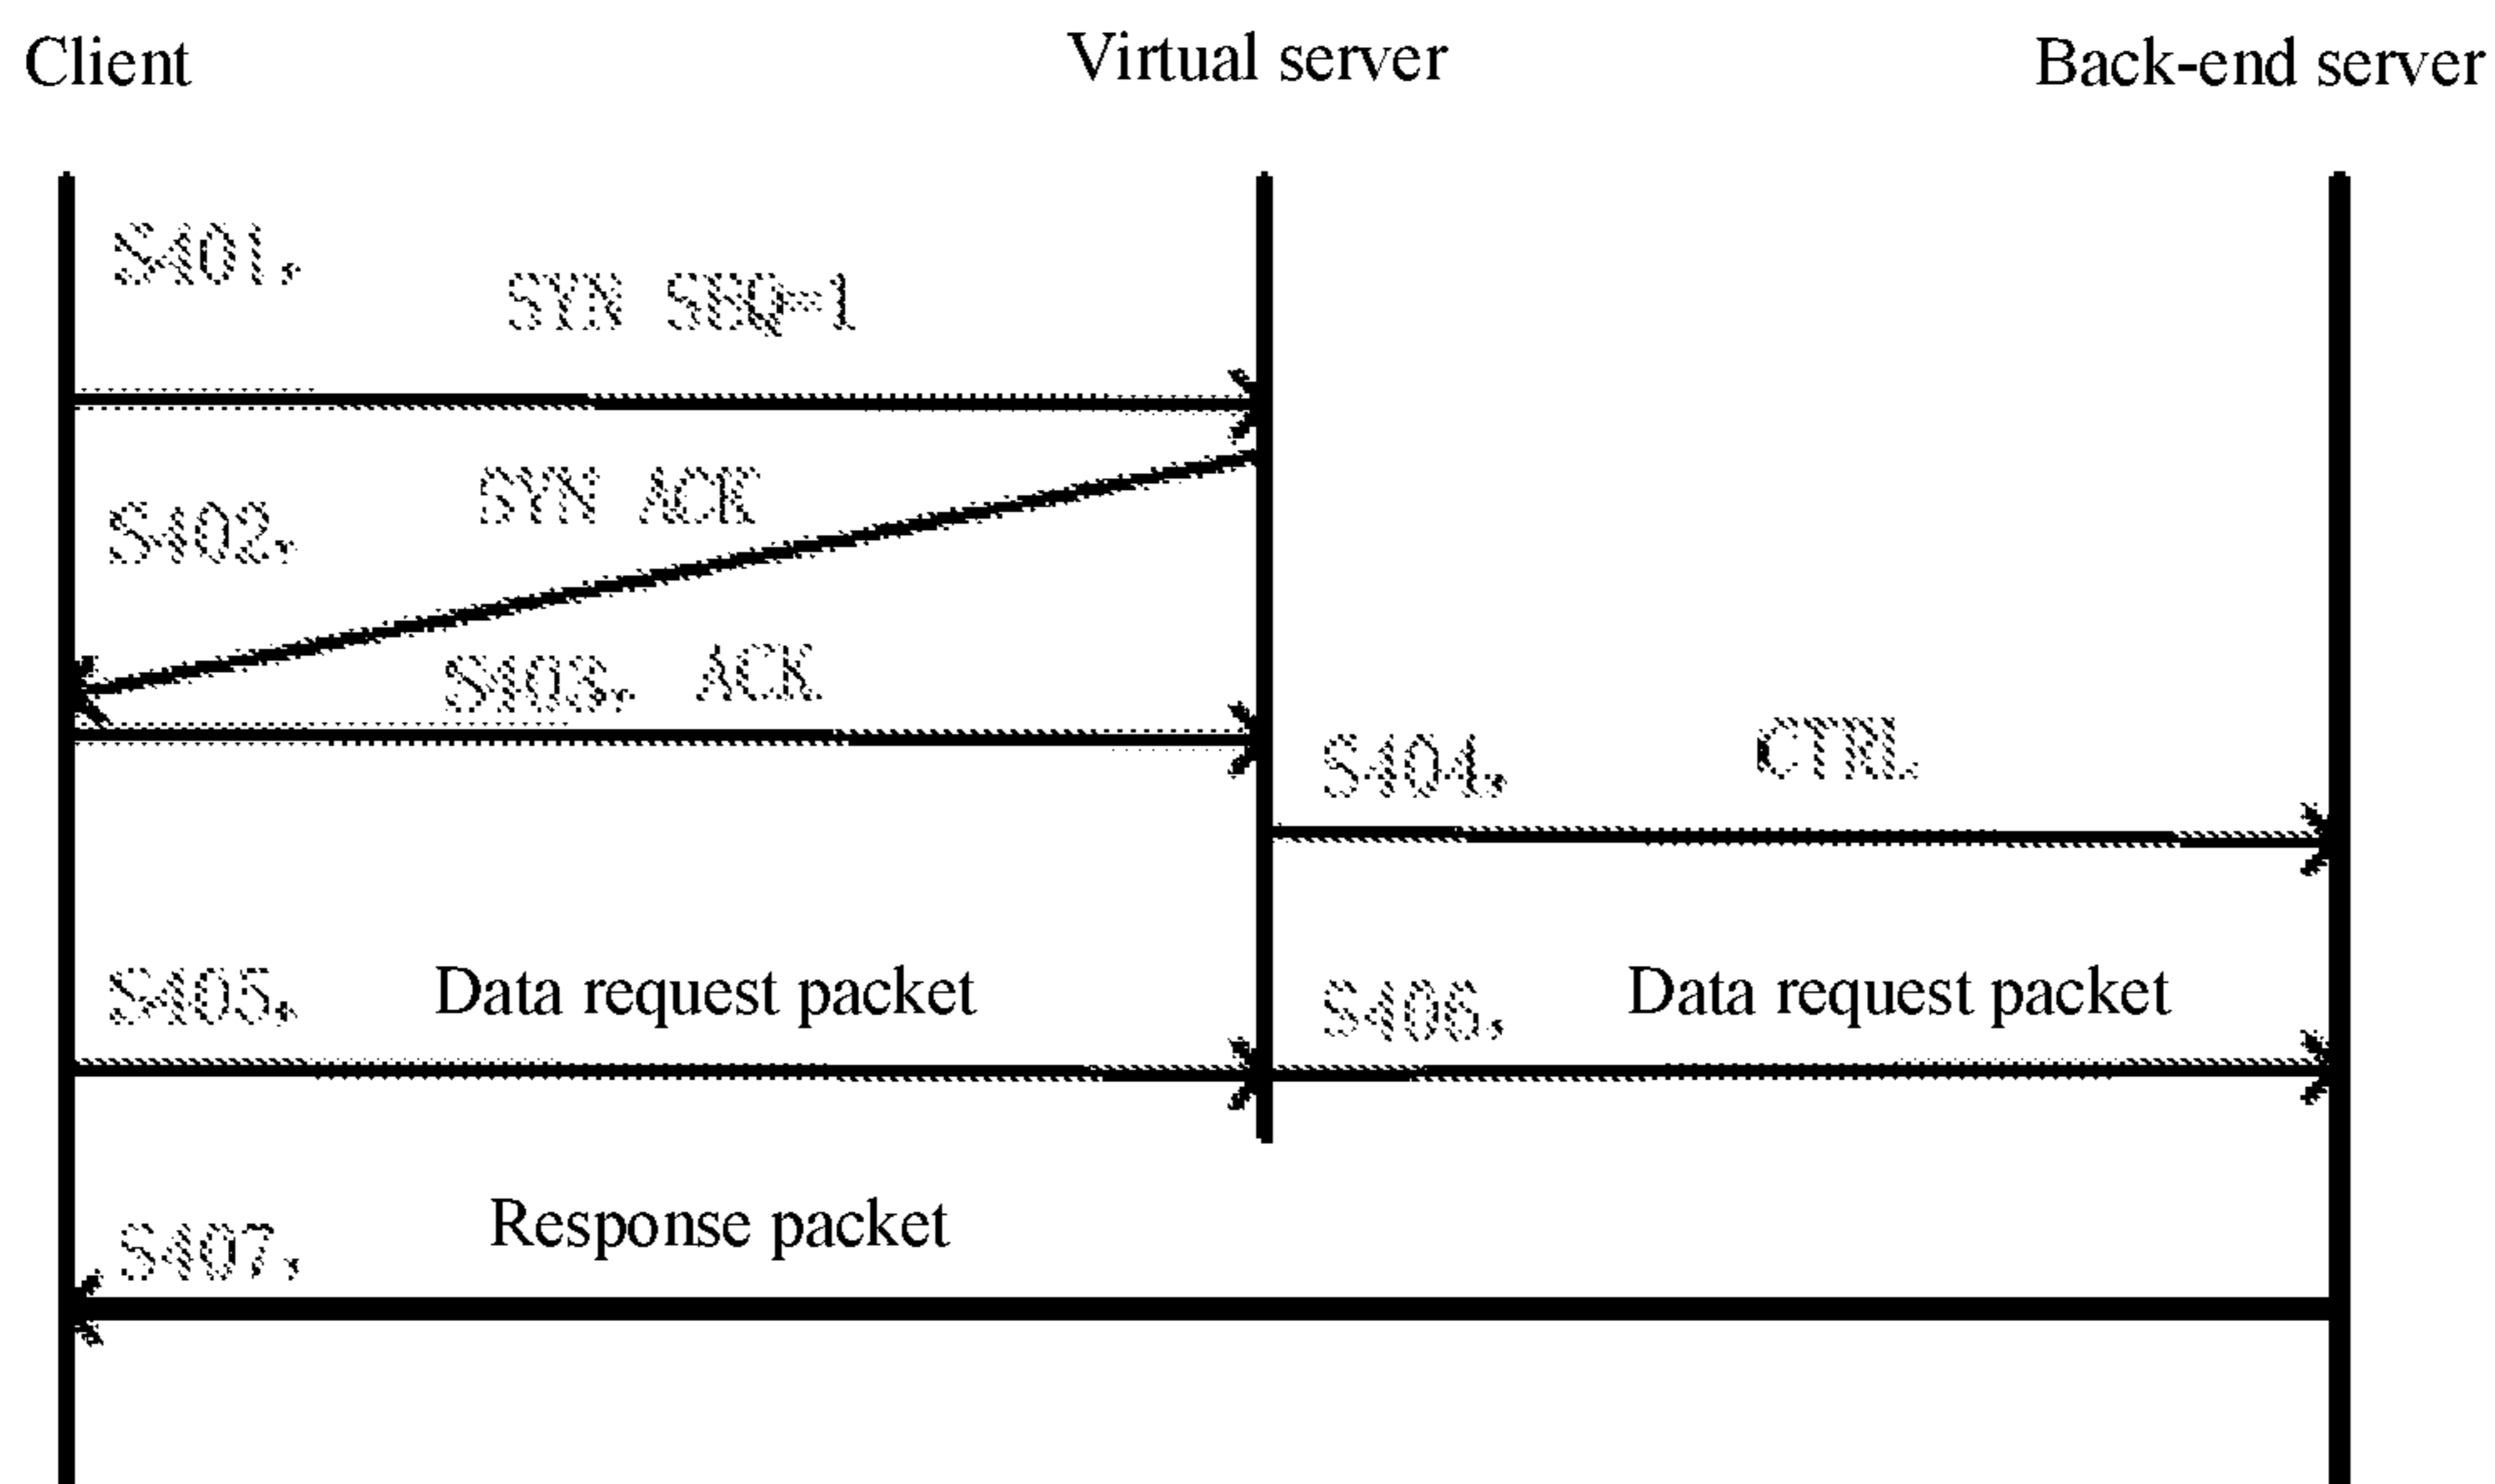 Client
Virtual server
Back-end server
S401,
SYN SEQ=1
SYN ACK
S402,
S403, ACK
S404,
CTRL
S405,
Data request packet
S406,
Data request packet
Response packet
S407,